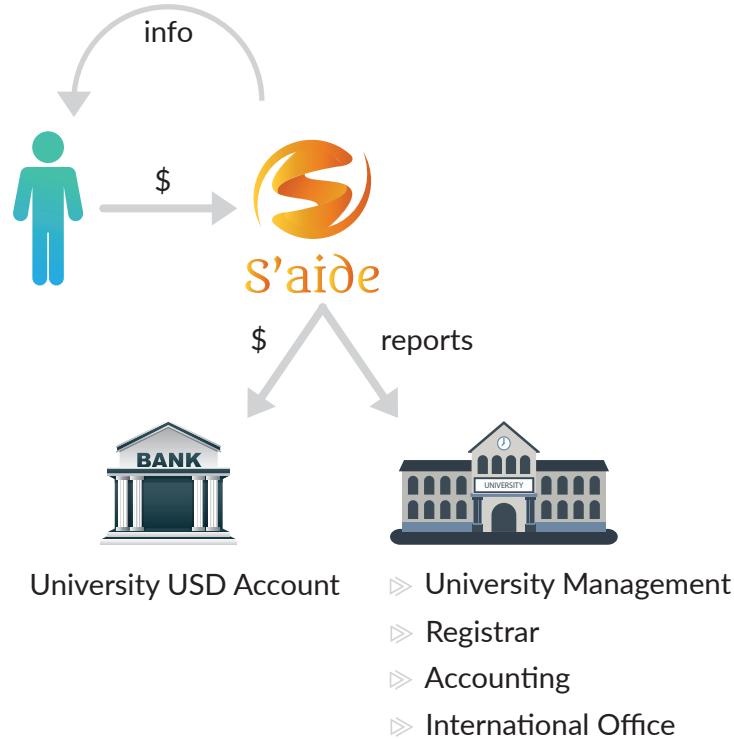 info
$
S'aide
$
reports
BANK
UNIVERSITY
University USD Account
University Management
Registrar
Accounting
International Office